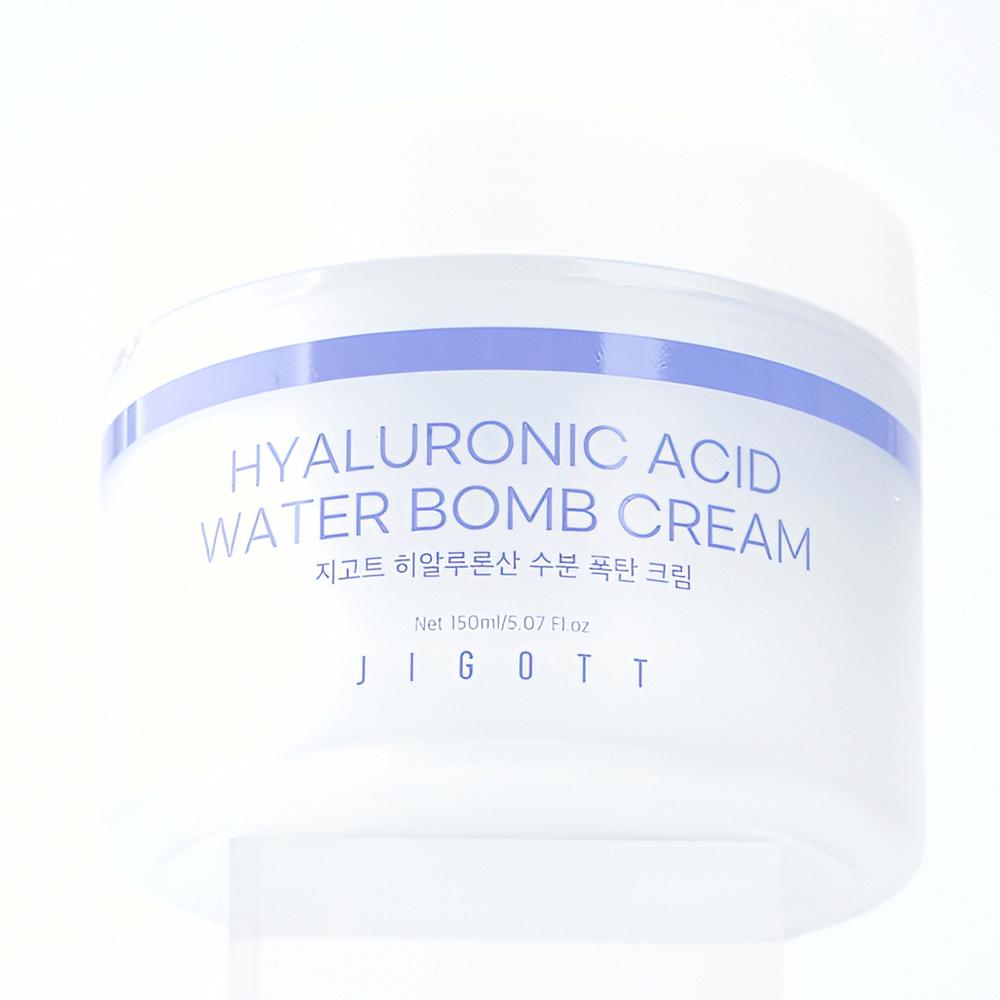 HYALURONIC ACID
WATER BOMB CREAM
지고트 히알루론산 수분 폭탄 크림
Net 150ml/5.07 Fl.oz
JIGOTT